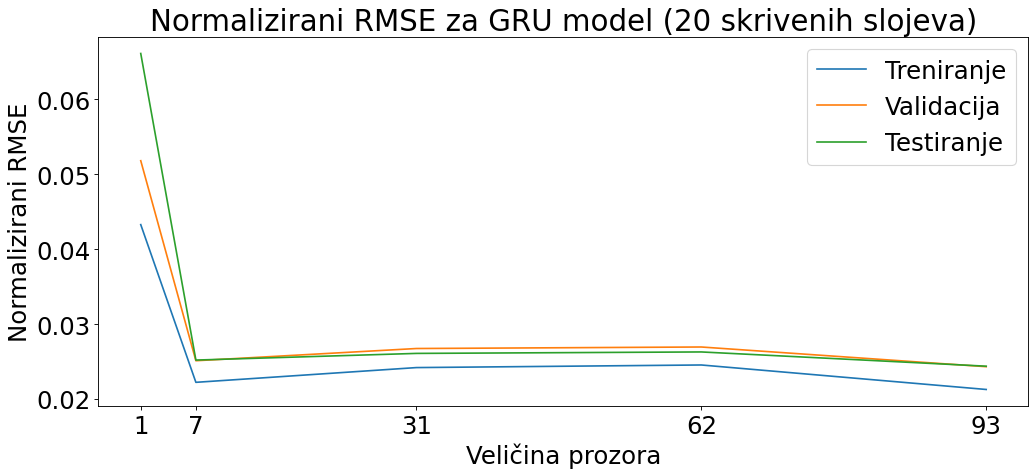 Normalizirani RMSE za GRU model (20 skrivenih slojeva)
Treniranje
Validacija
Testiranje
Normalizirani RMSE
0.06
0.05
0.04
0.03
0.02
1 7 31 62 93
Veličina prozora